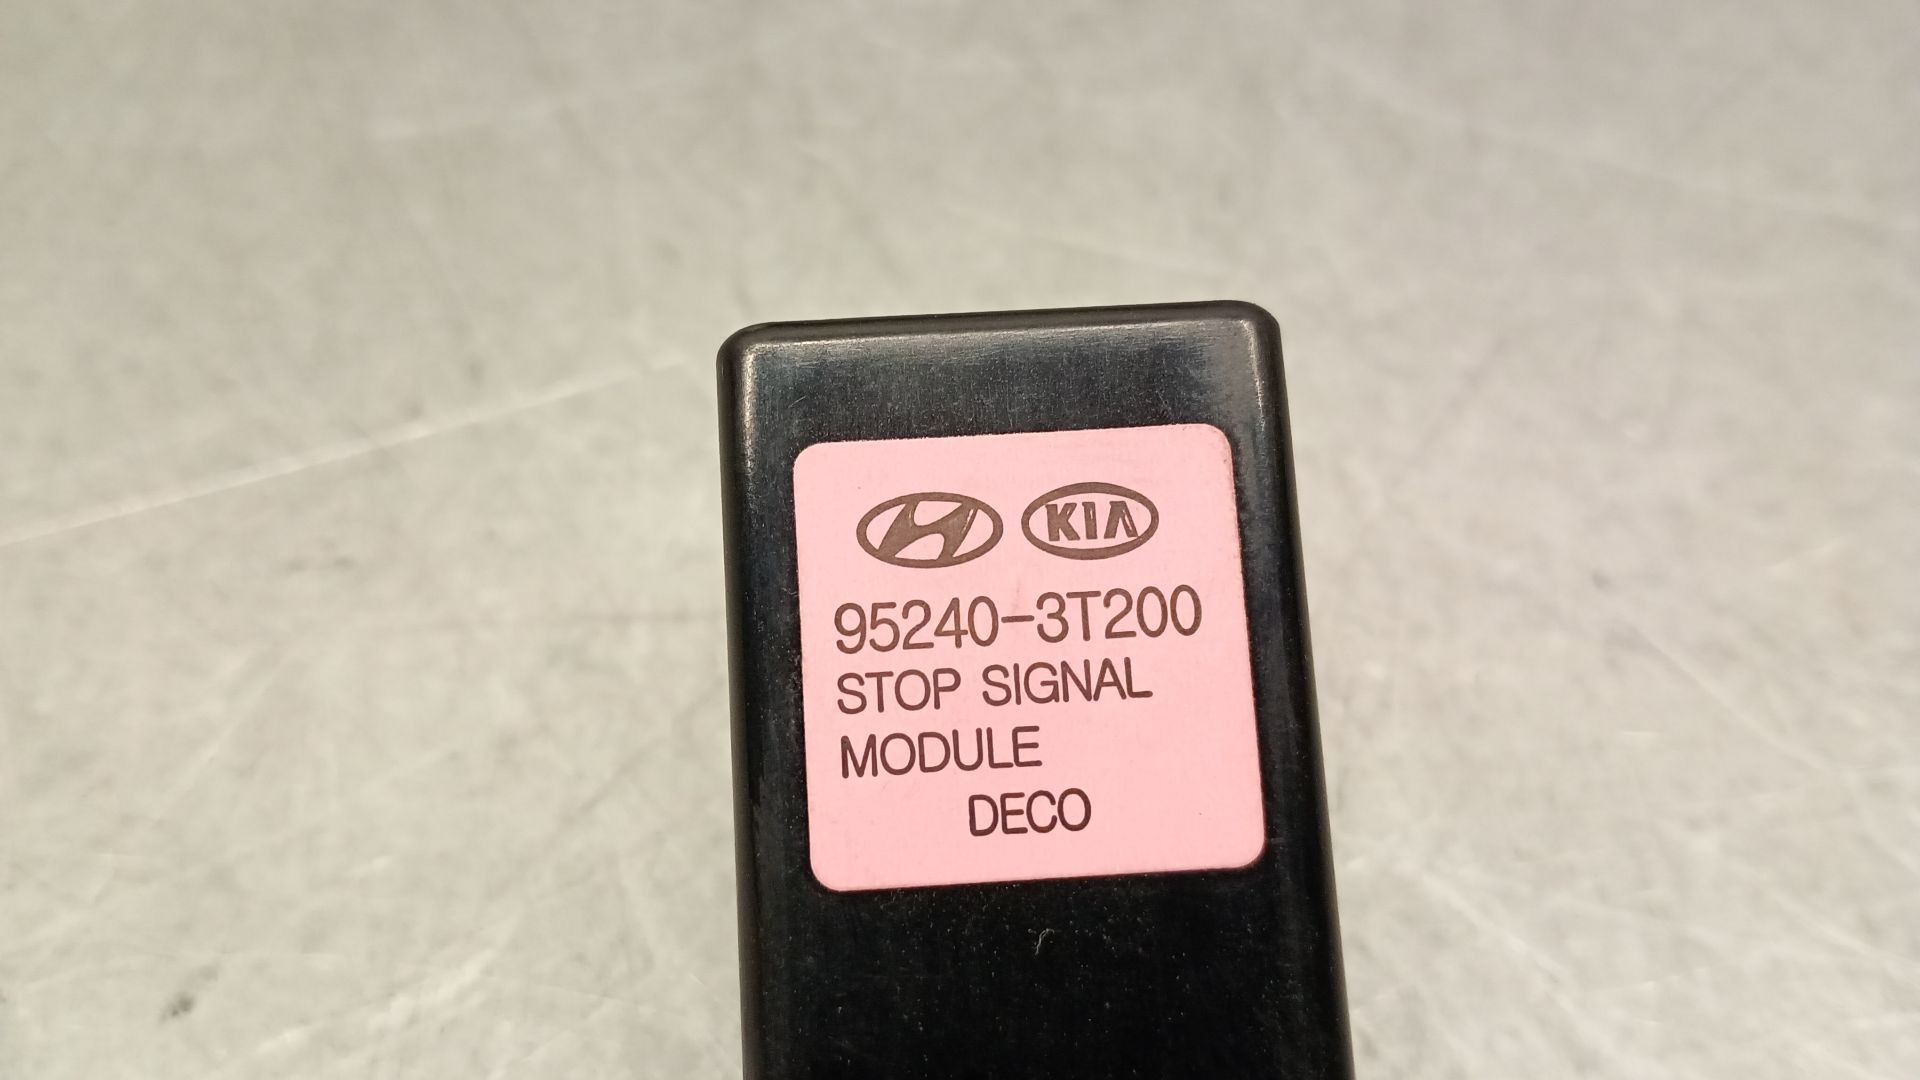 KIA
95240-3T200
STOP SIGNAL
MODULE
DECO